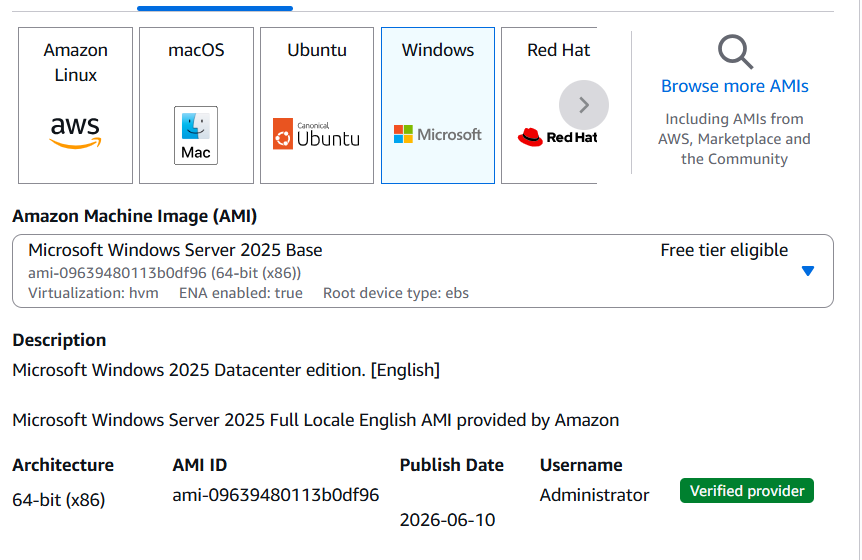 Amazon
Linux
aws
macOS
Mac
Ubuntu
Canonical
Ubuntu
Windows
Microsoft
Red Hat
Red Hat
Browse more AMIs
Including AMIs from
AWS, Marketplace and
the Community
Amazon Machine Image (AMI)
Microsoft Windows Server 2025 Base
Free tier eligible
ami-09639480113b0df96 (64-bit (x86))
Virtualization: hvm ENA enabled: true Root device type: ebs
Description
Microsoft Windows 2025 Datacenter edition. [English]
Microsoft Windows Server 2025 Full Locale English AMI provided by Amazon
Architecture AMI ID Publish Date Username
64-bit (x86) ami-09639480113b0df96 2026-06-10 Administrator Verified provider